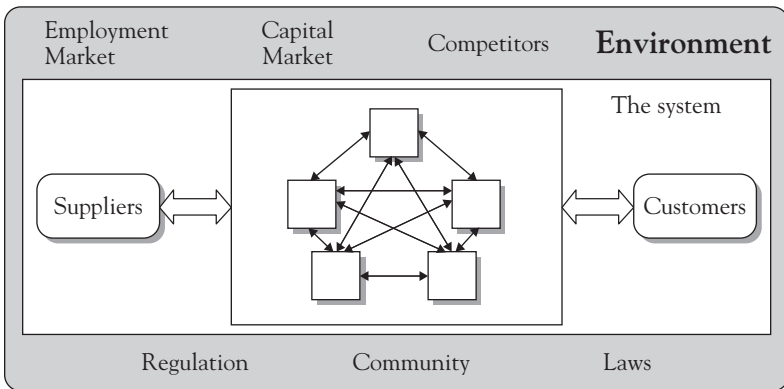 Employment
Market
Capital
Market
Competitors
Environment
The system
Suppliers
Customers
Regulation
Community
Laws